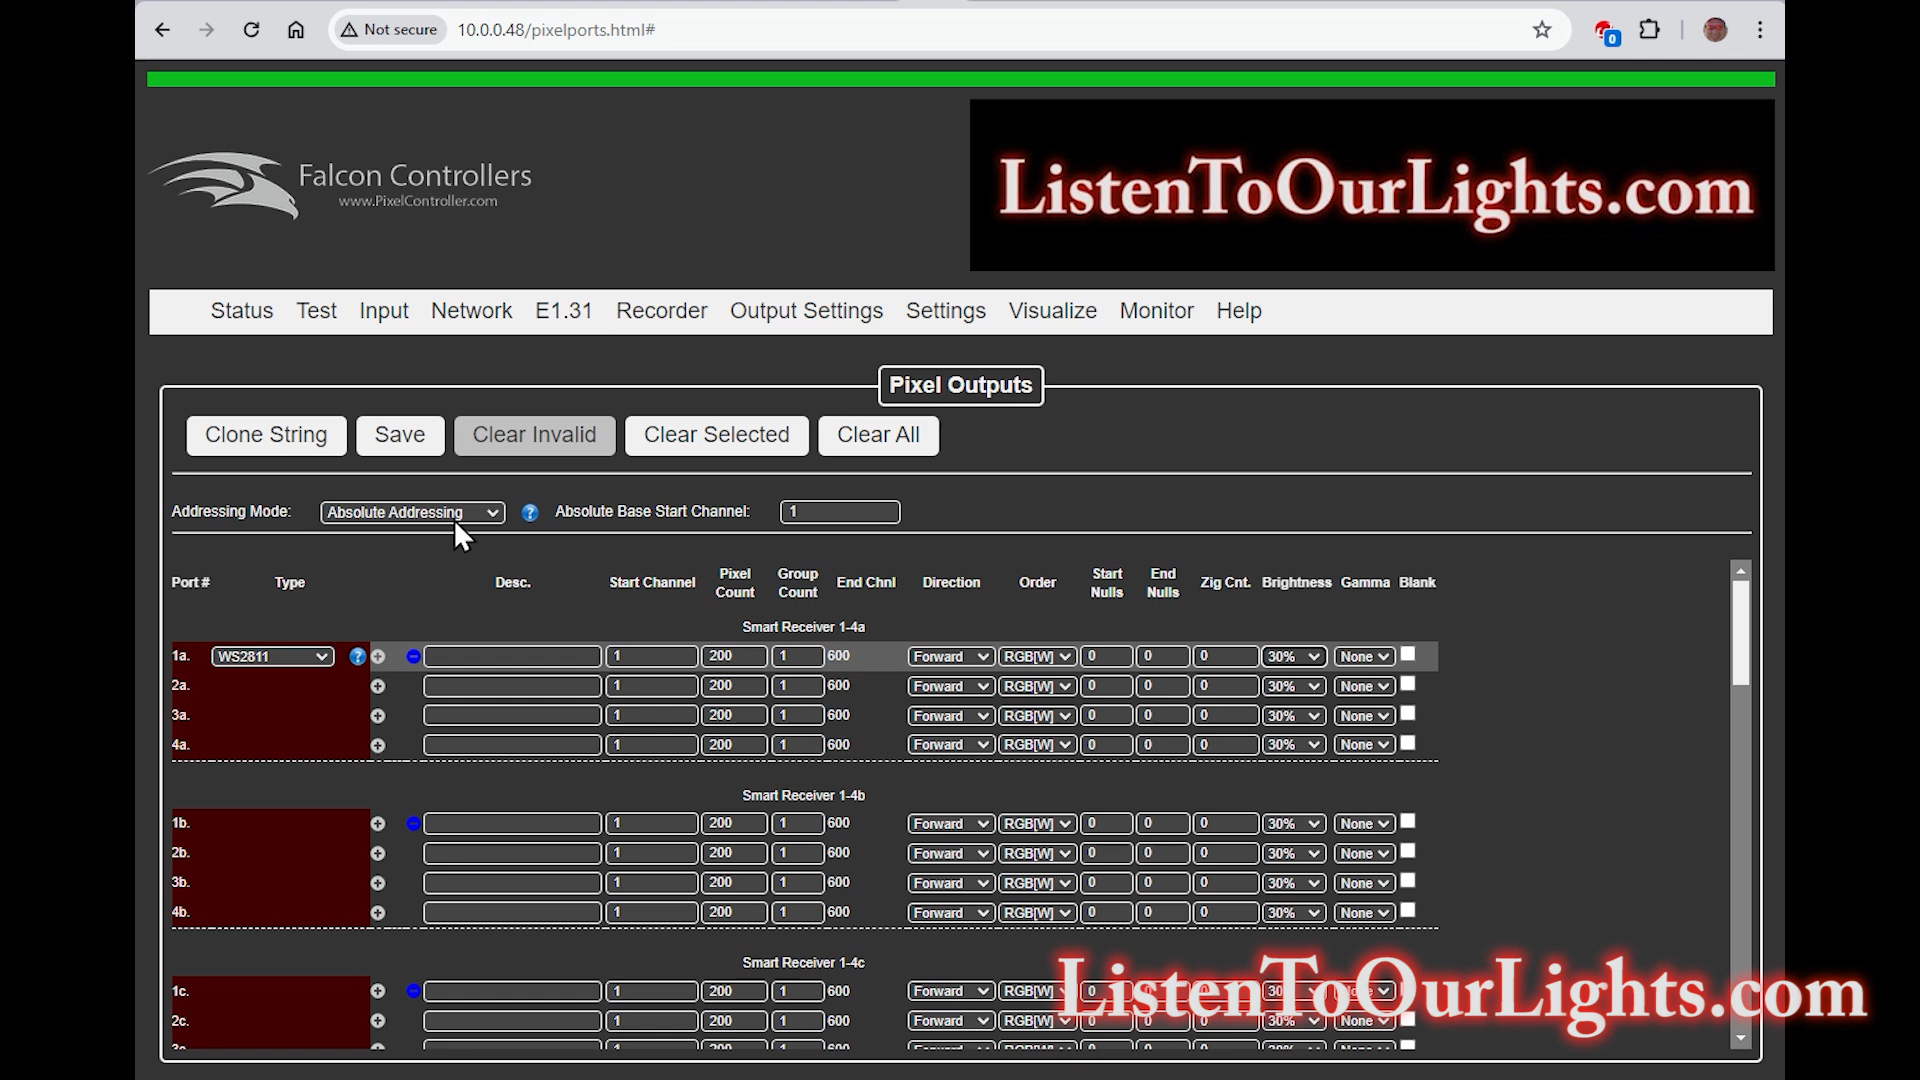 Not secure
10.0.0.48/pixelports.html#
0
Falcon Controllers
www.PixelController.com
ListenToOurLights.com
Status Test Input Network E1.31 Recorder Output Settings Settings Visualize Monitor Help
Pixel Outputs
Clone String Save Clear Invalid Clear Selected Clear All
Addressing Mode: Absolute Addressing ? Absolute Base Start Channel: 1
Port # Type Desc. Start Channel Pixel Count Group Count End Chnl Direction Order Start Nulls End Nulls Zig Cnt. Brightness Gamma Blank
Smart Receiver 1-4a
1a. WS2811 ? 1 200 1 600 Forward RGB[W] 0 0 0 30% None
2a. 1 200 1 600 Forward RGB[W] 0 0 0 30% None
3a. 1 200 1 600 Forward RGB[W] 0 0 0 30% None
4a. 1 200 1 600 Forward RGB[W] 0 0 0 30% None
Smart Receiver 1-4b
1b. 1 200 1 600 Forward RGB[W] 0 0 0 30% None
2b. 1 200 1 600 Forward RGB[W] 0 0 0 30% None
3b. 1 200 1 600 Forward RGB[W] 0 0 0 30% None
4b. 1 200 1 600 Forward RGB[W] 0 0 0 30% None
Smart Receiver 1-4c
1c. 1 200 1 600 Forward RGB[W]
2c. 1 200 1 600 Forward RGB[W] 0 0 0 30% None
ListenToOurLights.com